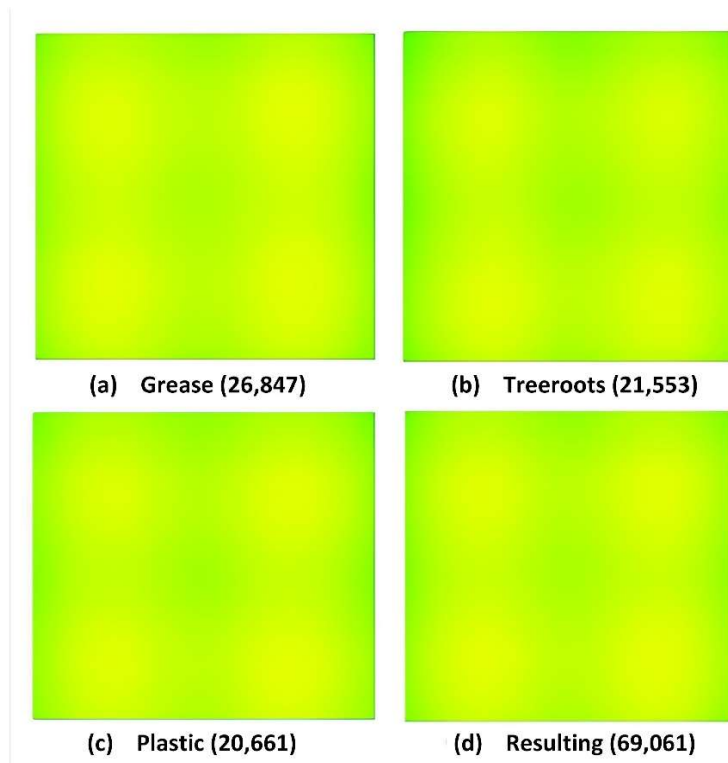 (a) Grease (26,847)
(b) Treeroots (21,553)
(c) Plastic (20,661)
(d) Resulting (69,061)